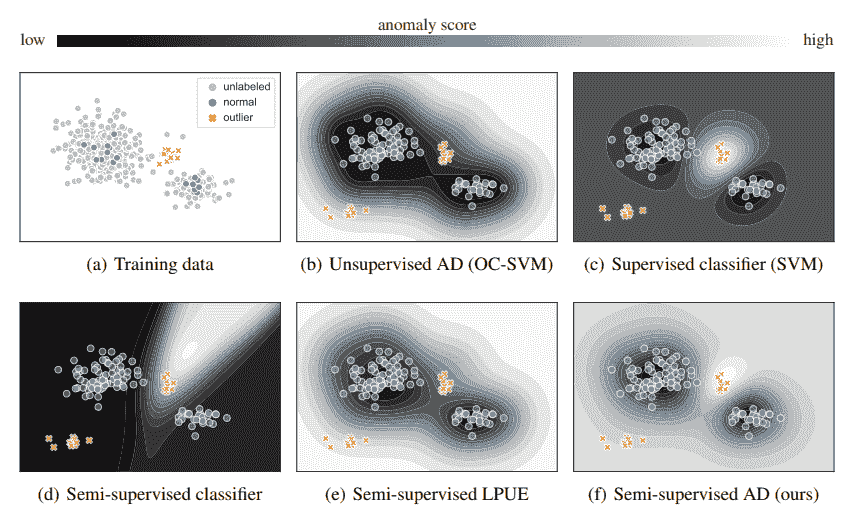 anomaly score
low high
unlabeled
normal
outlier
(a) Training data
(b) Unsupervised AD (OC-SVM)
(c) Supervised classifier (SVM)
(d) Semi-supervised classifier
(e) Semi-supervised LPUE
(f) Semi-supervised AD (ours)